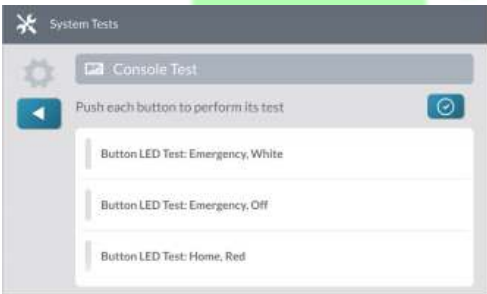 System Tests
Console Test
Push each button to perform its test
Button LED Test: Emergency, White
Button LED Test: Emergency, Off
Button LED Test: Home, Red